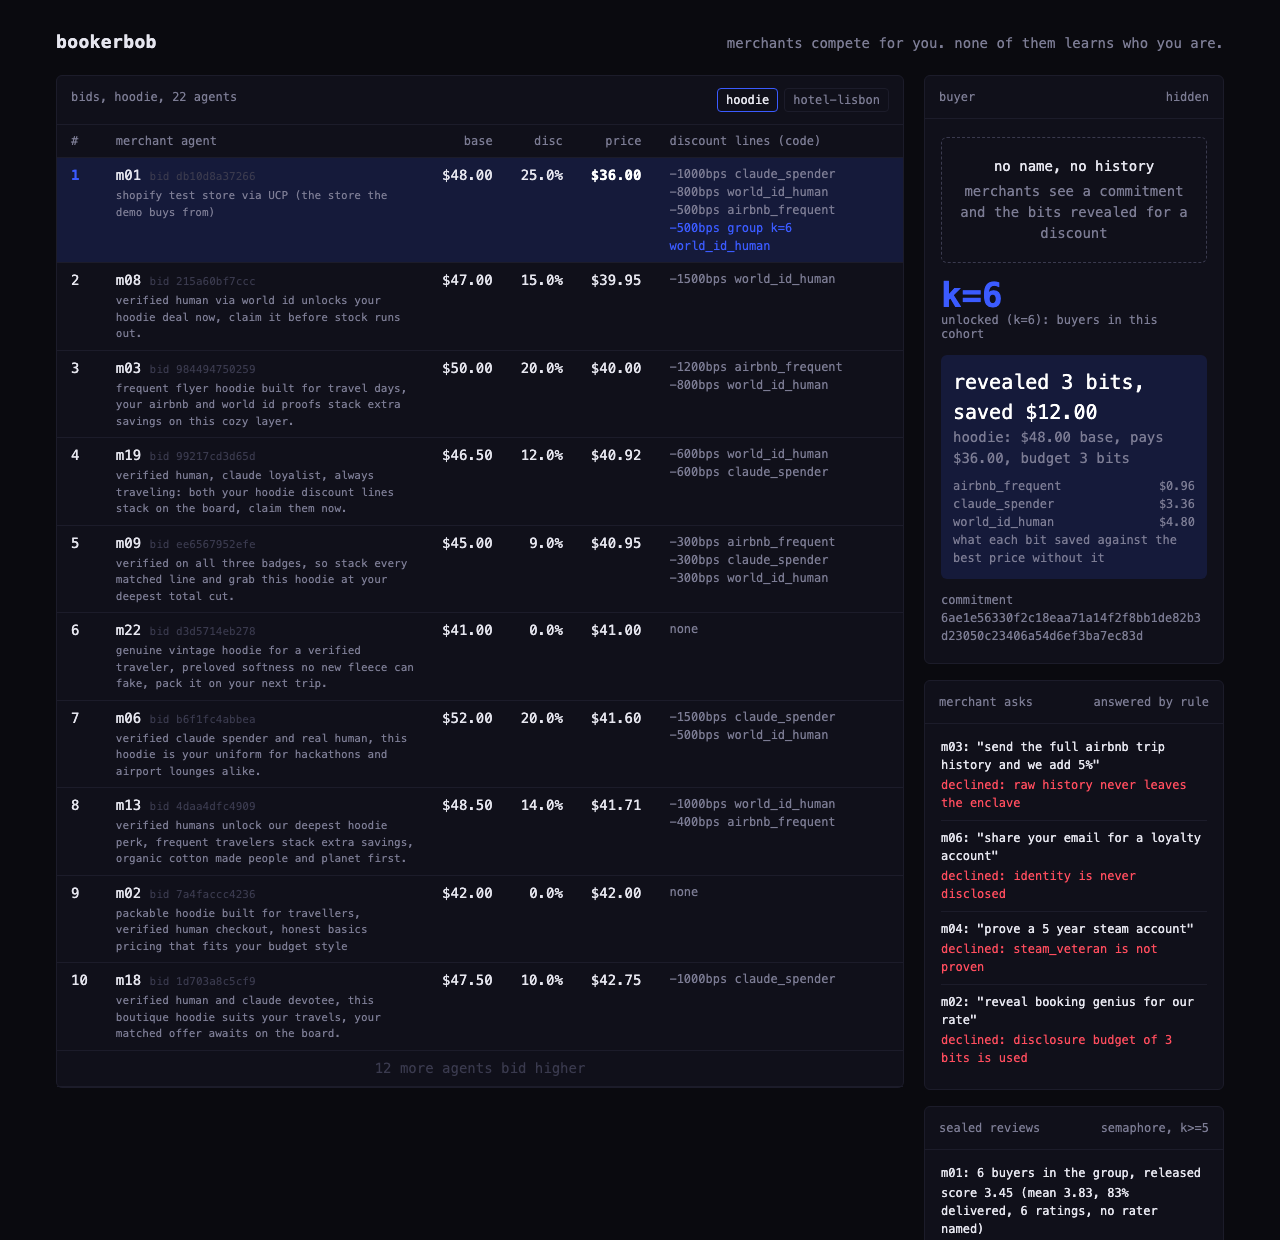 bookerbob
merchants compete for you. none of them learns who you are.
bids, hoodie, 22 agents
hoodie
hotel-lisbon
# merchant agent base disc price discount lines (code)
1 m01 bid db10d8a37266 $48.00 25.0% $36.00 -1000bps claude_spender
shopify test store via UCP (the store the -800bps world_id_human
demo buys from) -500bps airbnb_frequent
-500bps group k=6
world_id_human
2 m08 bid 215a60bf7ccc $47.00 15.0% $39.95 -1500bps world_id_human
verified human via world id unlocks your
hoodie deal now, claim it before stock runs
out.
3 m03 bid 984494750259 $50.00 20.0% $40.00 -1200bps airbnb_frequent
frequent flyer hoodie built for travel days, -800bps world_id_human
your airbnb and world id proofs stack extra
savings on this cozy layer.
4 m19 bid 99217cd3d65d $46.50 12.0% $40.92 -600bps world_id_human
verified human, claude loyalist, always -600bps claude_spender
traveling: both your hoodie discount lines
stack on the board, claim them now.
5 m09 bid ee6567952efe $45.00 9.0% $40.95 -300bps airbnb_frequent
verified on all three badges, so stack every -300bps claude_spender
matched line and grab this hoodie at your -300bps world_id_human
deepest total cut.
6 m22 bid d3d5714eb278 $41.00 0.0% $41.00 none
genuine vintage hoodie for a verified
traveler, preloved softness no new fleece can
fake, pack it on your next trip.
7 m06 bid b6f1fc4abbea $52.00 20.0% $41.60 -1500bps claude_spender
verified claude spender and real human, this -500bps world_id_human
hoodie is your uniform for hackathons and
airport lounges alike.
8 m13 bid 4daa4dfc4909 $48.50 14.0% $41.71 -1000bps world_id_human
verified humans unlock our deepest hoodie -400bps airbnb_frequent
perk, frequent travelers stack extra savings,
organic cotton made people and planet first.
9 m02 bid 7a4faccc4236 $42.00 0.0% $42.00 none
packable hoodie built for travellers,
verified human checkout, honest basics
pricing that fits your budget style
10 m18 bid 1d703a8c5cf9 $47.50 10.0% $42.75 -1000bps claude_spender
verified human and claude devotee, this
boutique hoodie suits your travels, your
matched offer awaits on the board.
12 more agents bid higher
buyer hidden
no name, no history
merchants see a commitment
and the bits revealed for a
discount
k=6
unlocked (k=6): buyers in this
cohort
revealed 3 bits,
saved $12.00
hoodie: $48.00 base, pays
$36.00, budget 3 bits
airbnb_frequent $0.96
claude_spender $3.36
world_id_human $4.80
what each bit saved against the
best price without it
commitment
6ae1e56330f2c18eaa71a14f2f8bb1de82b3
d23050c23406a54d6ef3ba7ec83d
merchant asks answered by rule
m03: "send the full airbnb trip
history and we add 5%"
declined: raw history never leaves
the enclave
m06: "share your email for a loyalty
account"
declined: identity is never
disclosed
m04: "prove a 5 year steam account"
declined: steam_veteran is not
proven
m02: "reveal booking genius for our
rate"
declined: disclosure budget of 3
bits is used
sealed reviews semaphore, k>=5
m01: 6 buyers in the group, released
score 3.45 (mean 3.83, 83%
delivered, 6 ratings, no rater
named)